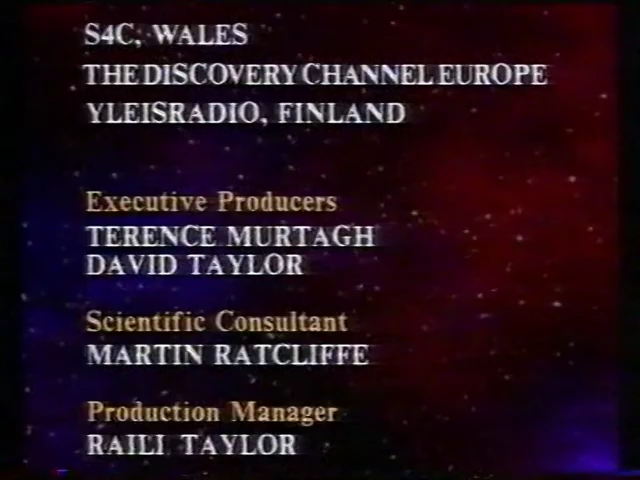 S4C, WALES
THE DISCOVERY CHANNEL EUROPE
YLEISRADIO, FINLAND
Executive Producers
TERENCE MURTAGH
DAVID TAYLOR
Scientific Consultant
MARTIN RATCLIFFE
Production Manager
RAILI TAYLOR